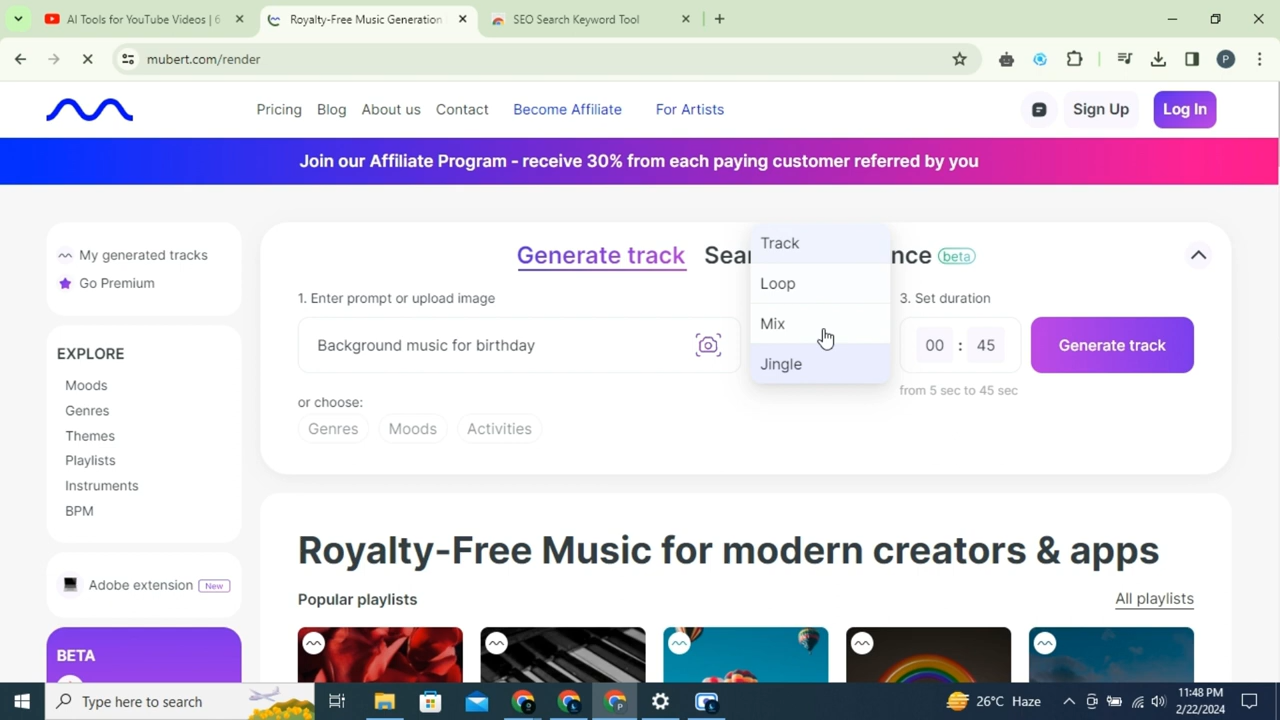 AI Tools for YouTube Videos | 6
Royalty-Free Music Generation
SEO Search Keyword Tool
mubert.com/render
P
Pricing
Blog
About us
Contact
Become Affiliate
For Artists
Sign Up
Log In
Join our Affiliate Program - receive 30% from each paying customer referred by you
My generated tracks
Go Premium
EXPLORE
Moods
Genres
Themes
Playlists
Instruments
BPM
Adobe extension New
BETA
Generate track
nce beta
1. Enter prompt or upload image
Background music for birthday
or choose:
Genres
Moods
Activities
Track
Loop
Mix
Jingle
3. Set duration
00 : 45
from 5 sec to 45 sec
Generate track
Royalty-Free Music for modern creators & apps
Popular playlists
All playlists
Type here to search
26°C Haze
11:48 PM
2/22/2024